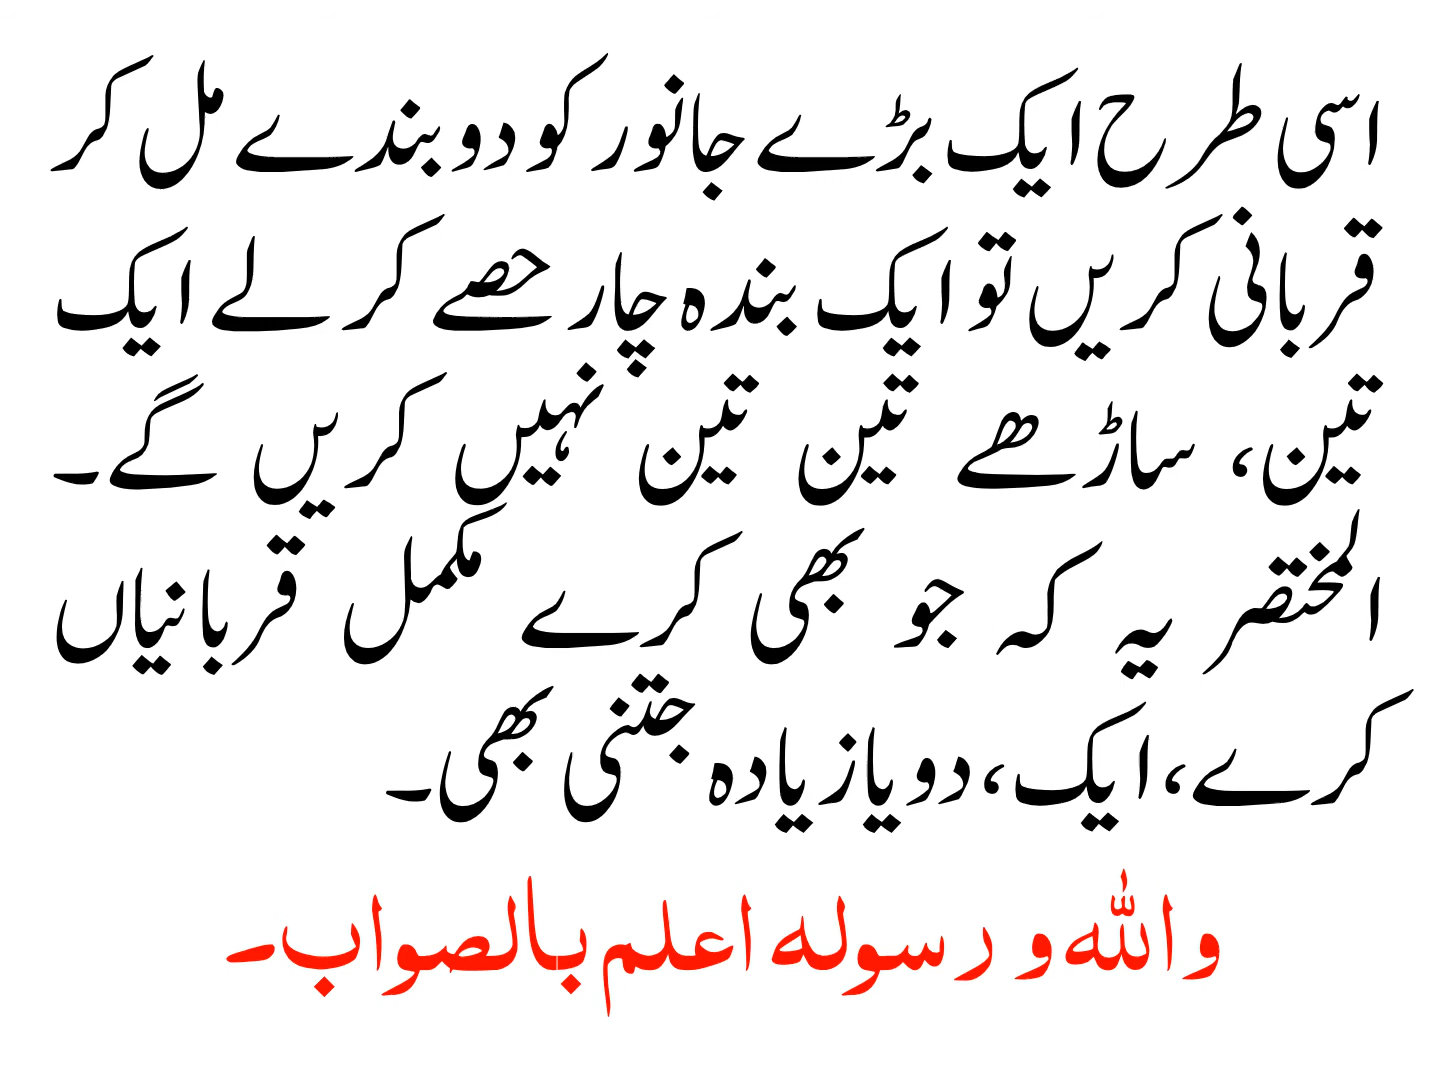 اسی طرح ایک بڑے جانور کو دو بندے مل کر
قربانی کریں تو ایک بندہ چار حصے کر لے ایک
تین، ساڑھے تین تین نہیں کریں گے۔
المختصر یہ کہ جو بھی کرے مکمل قربانیاں
کرے، ایک، دو یا زیادہ جتنی بھی۔
واللہ و رسولہ اعلم بالصواب۔